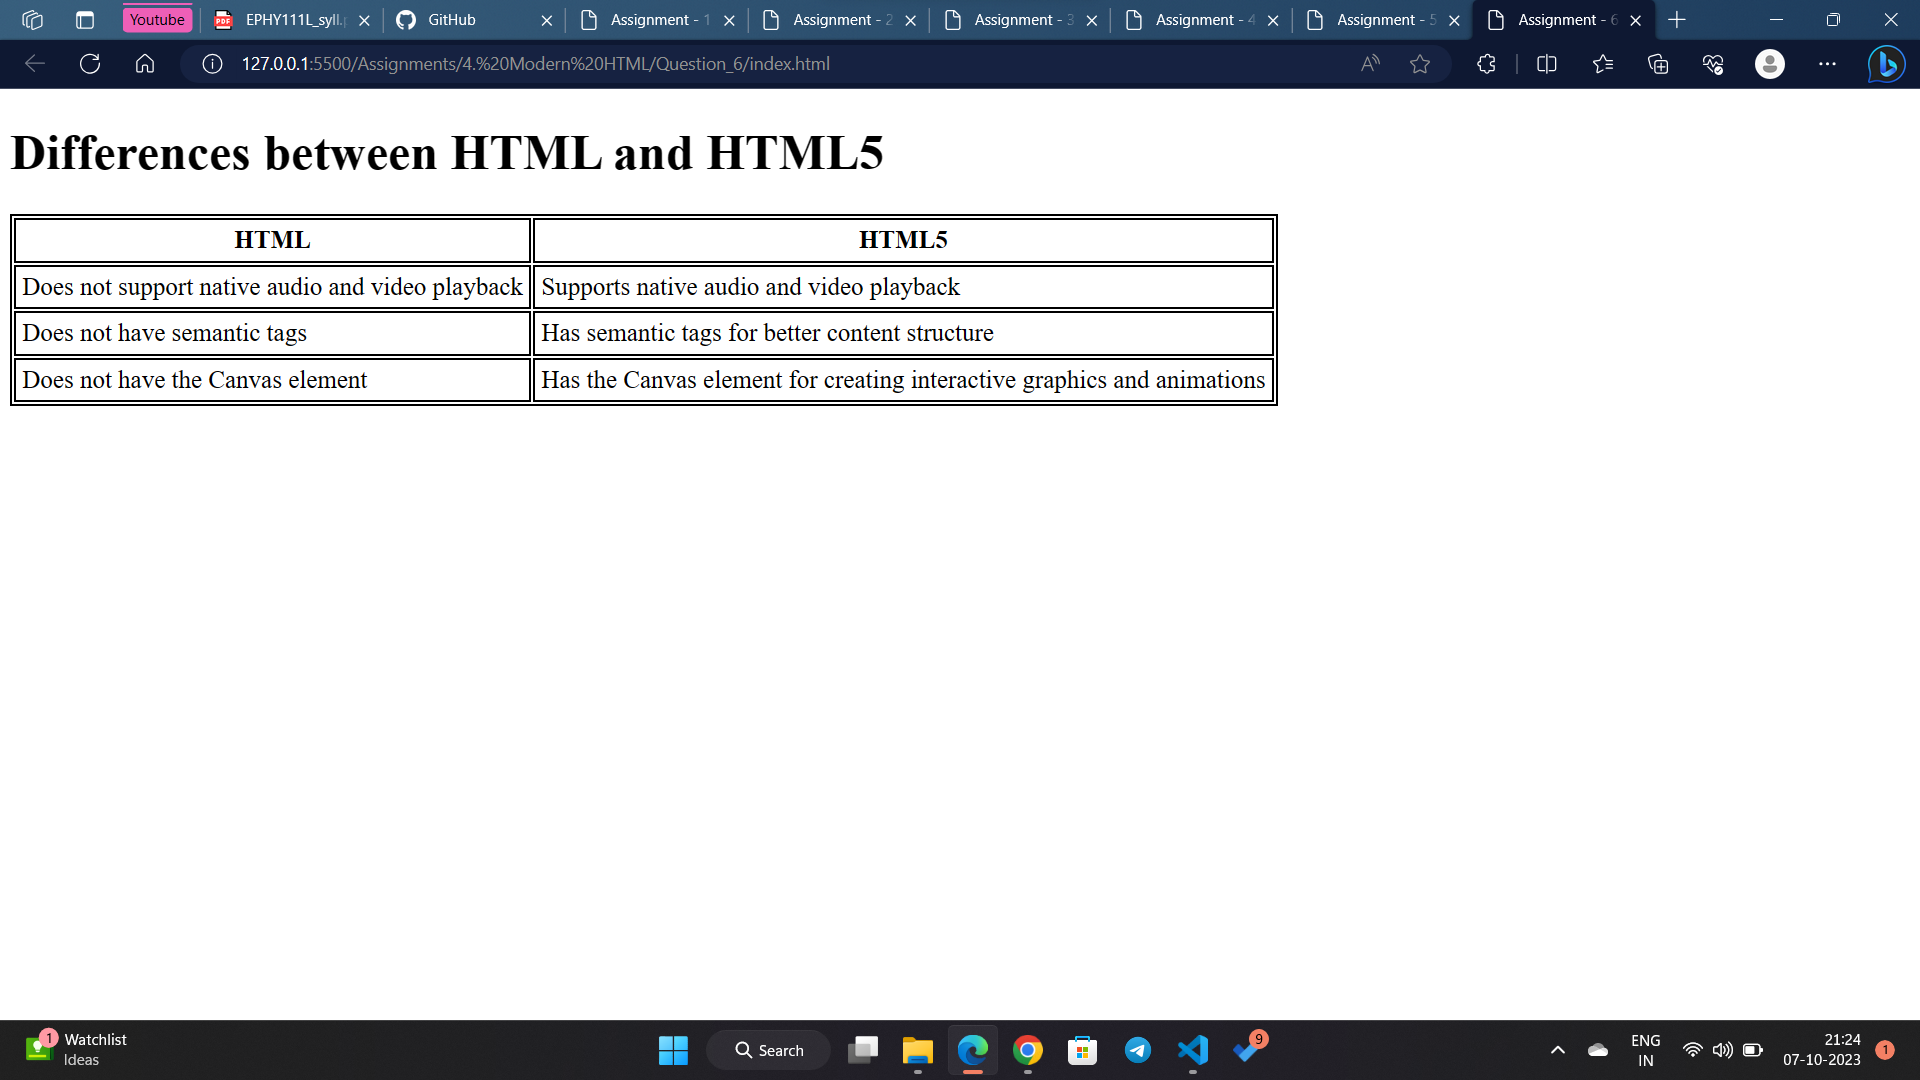 Youtube
EPHY111L_syll.p
GitHub
Assignment - 1
Assignment - 2
Assignment - 3
Assignment - 4
Assignment - 5
Assignment - 6
127.0.0.1:5500/Assignments/4.%20Modern%20HTML/Question_6/index.html
Differences between HTML and HTML5
HTML HTML5
Does not support native audio and video playback Supports native audio and video playback
Does not have semantic tags Has semantic tags for better content structure
Does not have the Canvas element Has the Canvas element for creating interactive graphics and animations
1
Watchlist
Ideas
Search
9
ENG
IN
21:24
07-10-2023
1